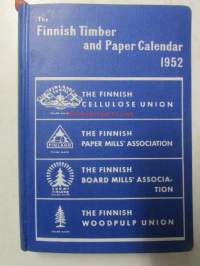 The
Finnish Timber
and Paper Calendar
1952
THE FINNISH
CELLULOSE UNION
THE FINNISH
PAPER MILLS' ASSOCIATION
FINLAND
THE FINNISH
BOARD MILLS' ASSOCIA-
TION
THE FINNISH
WOODPULP UNION